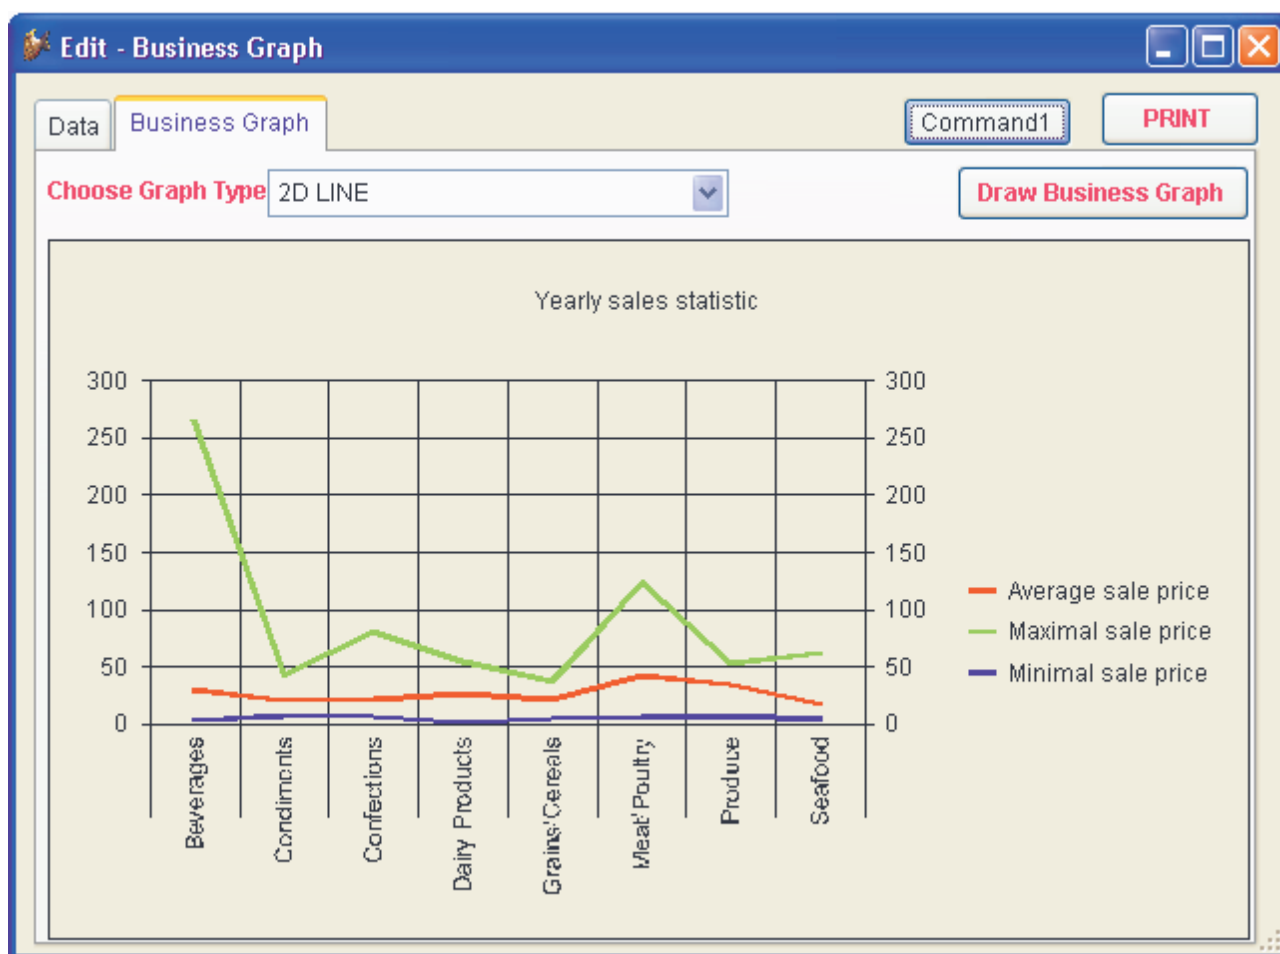 Edit - Business Graph
Data
Business Graph
Command1
PRINT
Choose Graph Type
2D LINE
Draw Business Graph
Yearly sales statistic
300
300
250
250
200
200
150
150
100
100
50
50
0
0
Average sale price
Maximal sale price
Minimal sale price
Beverages
Condiments
Confections
Dairy Products
Grains/Cereals
Meat/Poultry
Produce
Seafood